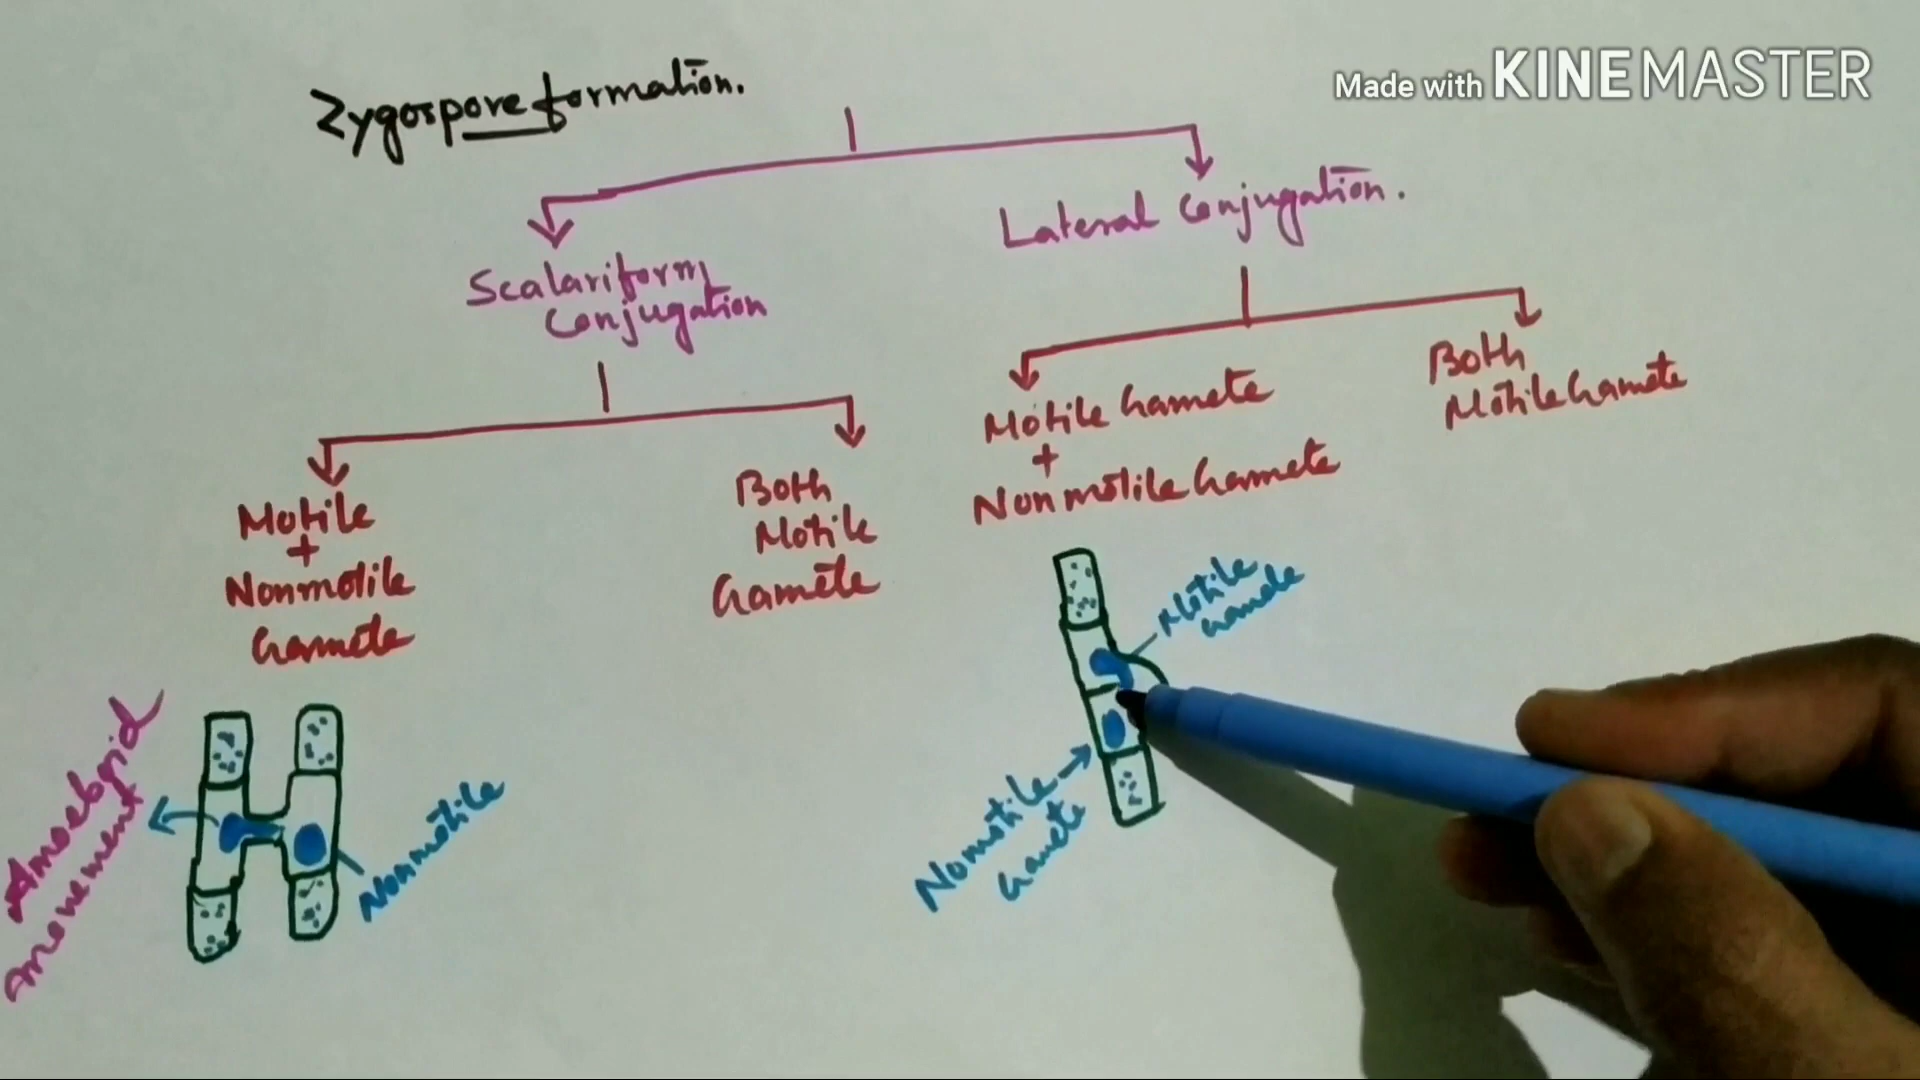 Zygospore formation.
Made with KINEMASTER
Scalariform
Conjugation
Lateral Conjugation.
Motile
+
Nonmotile
Gamete
Both
Motile
Gamete
Motile Gamete
+
Nonmotile Gamete
Both
Motile Gamete
Amoeboid
movement
Nonmotile
Motile
Gamete
Nomotile
Gamete